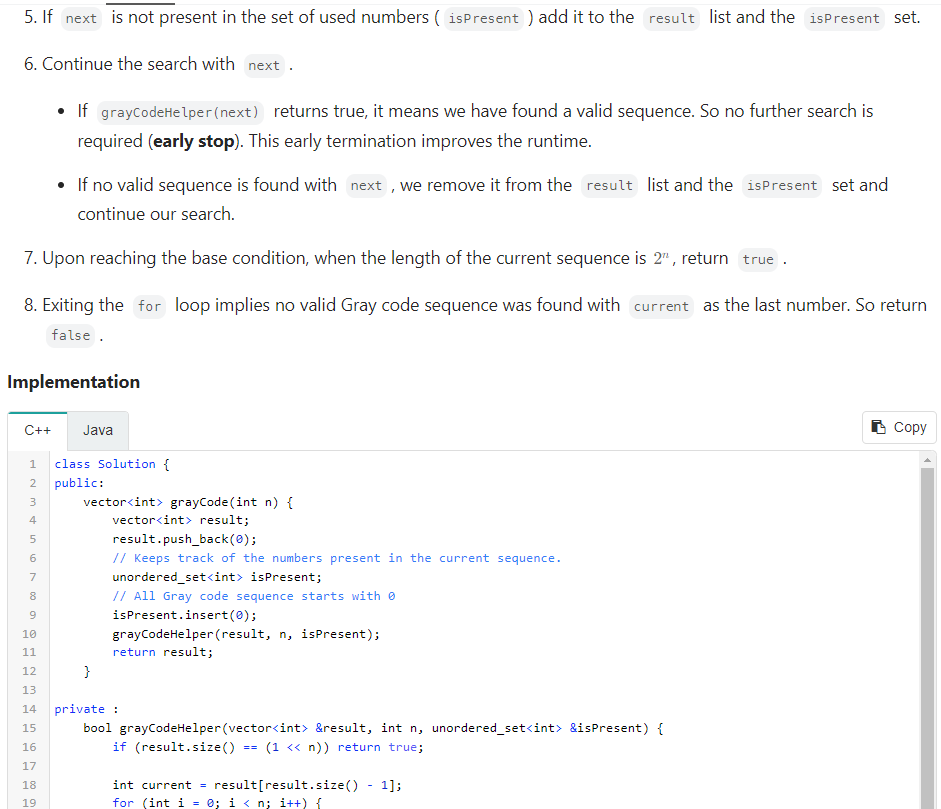 5. If next is not present in the set of used numbers ( isPresent ) add it to the result list and the isPresent set.
6. Continue the search with next .
• If grayCodeHelper(next) returns true, it means we have found a valid sequence. So no further search is
required (early stop). This early termination improves the runtime.
• If no valid sequence is found with next , we remove it from the result list and the isPresent set and
continue our search.
7. Upon reaching the base condition, when the length of the current sequence is 2ⁿ, return true .
8. Exiting the for loop implies no valid Gray code sequence was found with current as the last number. So return
false .
Implementation
C++ Java Copy
1 class Solution {
2 public:
3     vector<int> grayCode(int n) {
4         vector<int> result;
5         result.push_back(0);
6         // Keeps track of the numbers present in the current sequence.
7         unordered_set<int> isPresent;
8         // All Gray code sequence starts with 0
9         isPresent.insert(0);
10         grayCodeHelper(result, n, isPresent);
11         return result;
12     }
13
14 private :
15     bool grayCodeHelper(vector<int> &result, int n, unordered_set<int> &isPresent) {
16         if (result.size() == (1 << n)) return true;
17
18         int current = result[result.size() - 1];
19         for (int i = 0; i < n; i++) {